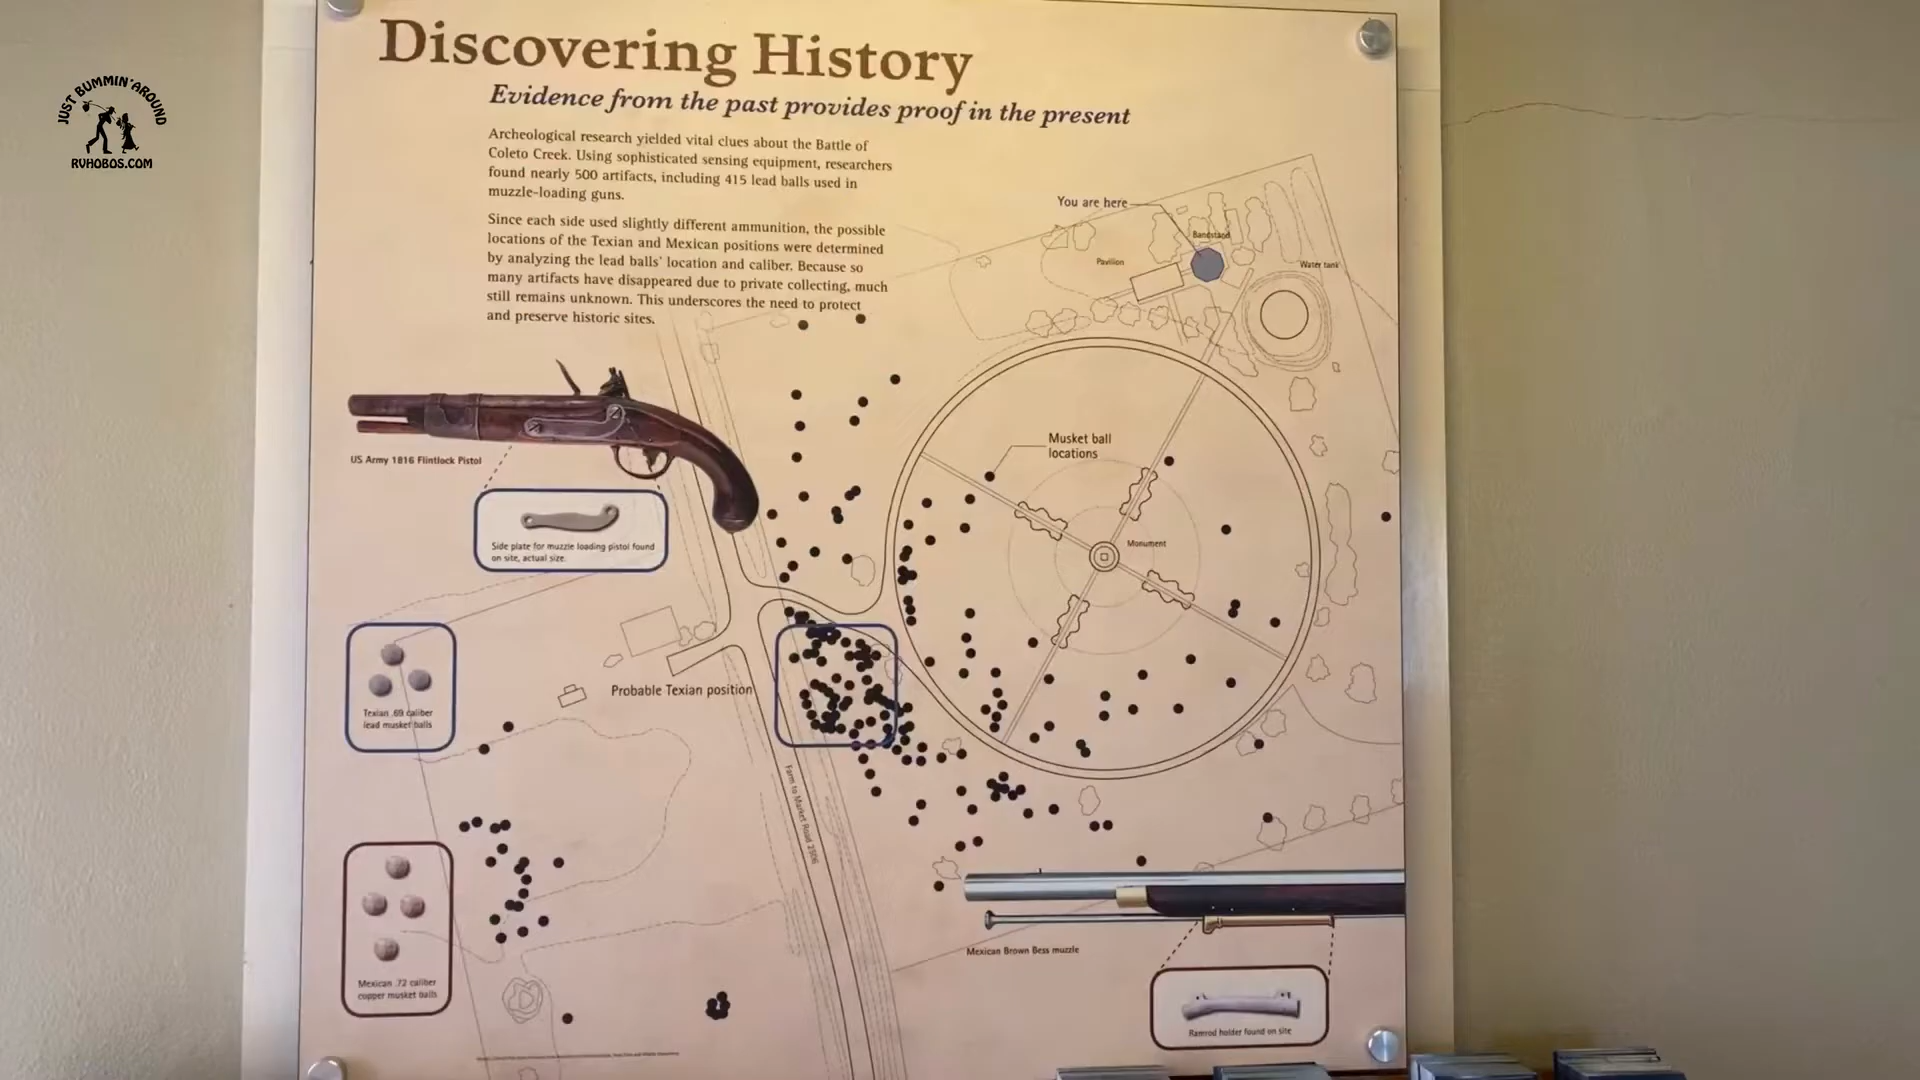 JUST BUMMIN' AROUND
RVHOBOS.COM
Discovering History
Evidence from the past provides proof in the present
Archeological research yielded vital clues about the Battle of
Coleto Creek. Using sophisticated sensing equipment, researchers
found nearly 500 artifacts, including 415 lead balls used in
muzzle-loading guns.
Since each side used slightly different ammunition, the possible
locations of the Texian and Mexican positions were determined
by analyzing the lead balls' location and caliber. Because so
many artifacts have disappeared due to private collecting, much
still remains unknown. This underscores the need to protect
and preserve historic sites.
You are here
Bandstand
Pavilion
Water tank
US Army 1816 Flintlock Pistol
Musket ball
locations
Side plate for muzzle loading pistol found
on site, actual size.
Monument
Probable Texian position
Texian .69 caliber
lead musket balls
Farm to Market Road 2506
Mexican Brown Bess muzzle
Mexican .72 caliber
copper musket balls
Ramrod holder found on site